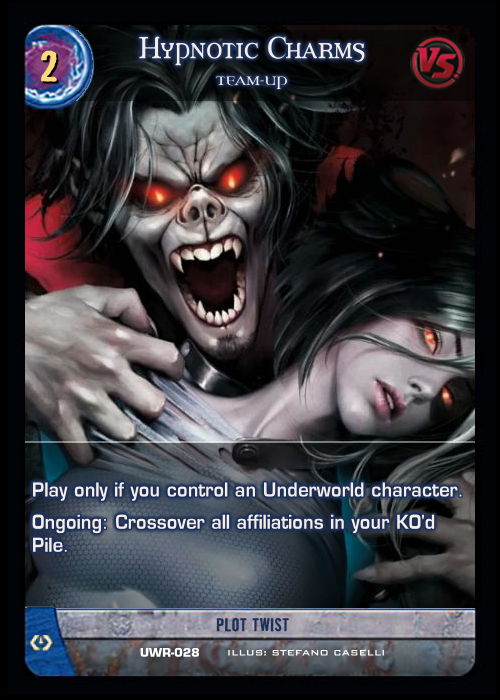 2
Hypnotic Charms
VS
TEAM-UP
Play only if you control an Underworld character.
Ongoing: Crossover all affiliations in your KO'd
Pile.
PLOT TWIST
UWR-028 ILLUS: STEFANO CASELLI